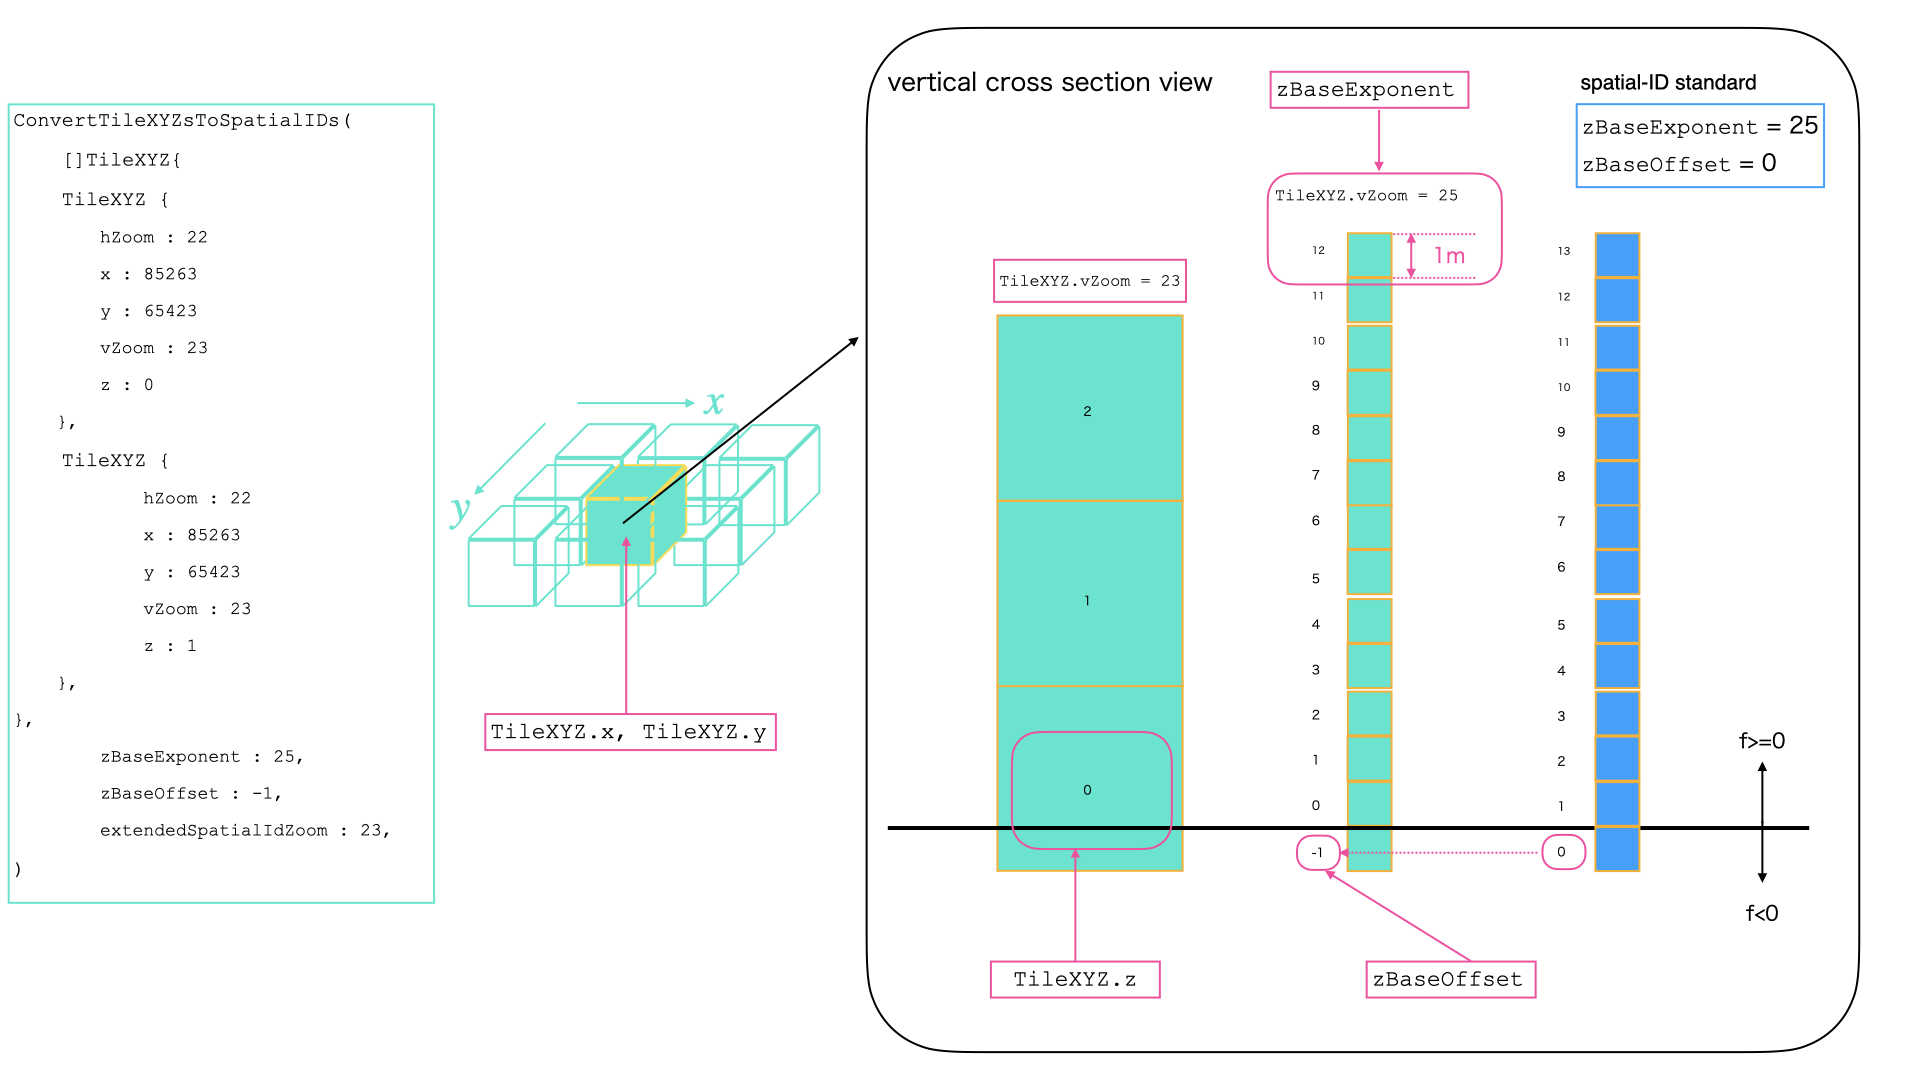 ConvertTileXYZsToSpatialIDs(
[]TileXYZ{
TileXYZ {
hZoom : 22
x : 85263
y : 65423
vZoom : 23
z : 0
},
TileXYZ {
hZoom : 22
x : 85263
y : 65423
vZoom : 23
z : 1
},
},
zBaseExponent : 25,
zBaseOffset : -1,
extendedSpatialIdZoom : 23,
)
x
y
TileXYZ.x, TileXYZ.y
vertical cross section view
TileXYZ.vZoom = 23
2
1
0
TileXYZ.z
zBaseExponent
TileXYZ.vZoom = 25
1m
12
11
10
9
8
7
6
5
4
3
2
1
0
-1
zBaseOffset
spatial-ID standard
zBaseExponent = 25
zBaseOffset = 0
13
12
11
10
9
8
7
6
5
4
3
2
1
0
f>=0
f<0